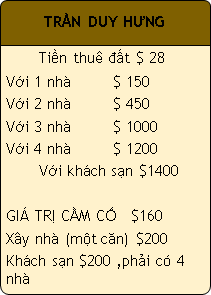 TRẦN DUY HƯNG
Tiền thuê đất $ 28
Với 1 nhà $ 150
Với 2 nhà $ 450
Với 3 nhà $ 1000
Với 4 nhà $ 1200
Với khách sạn $1400
GIÁ TRỊ CẦM CỐ $160
Xây nhà (một căn) $200
Khách sạn $200 ,phải có 4
nhà